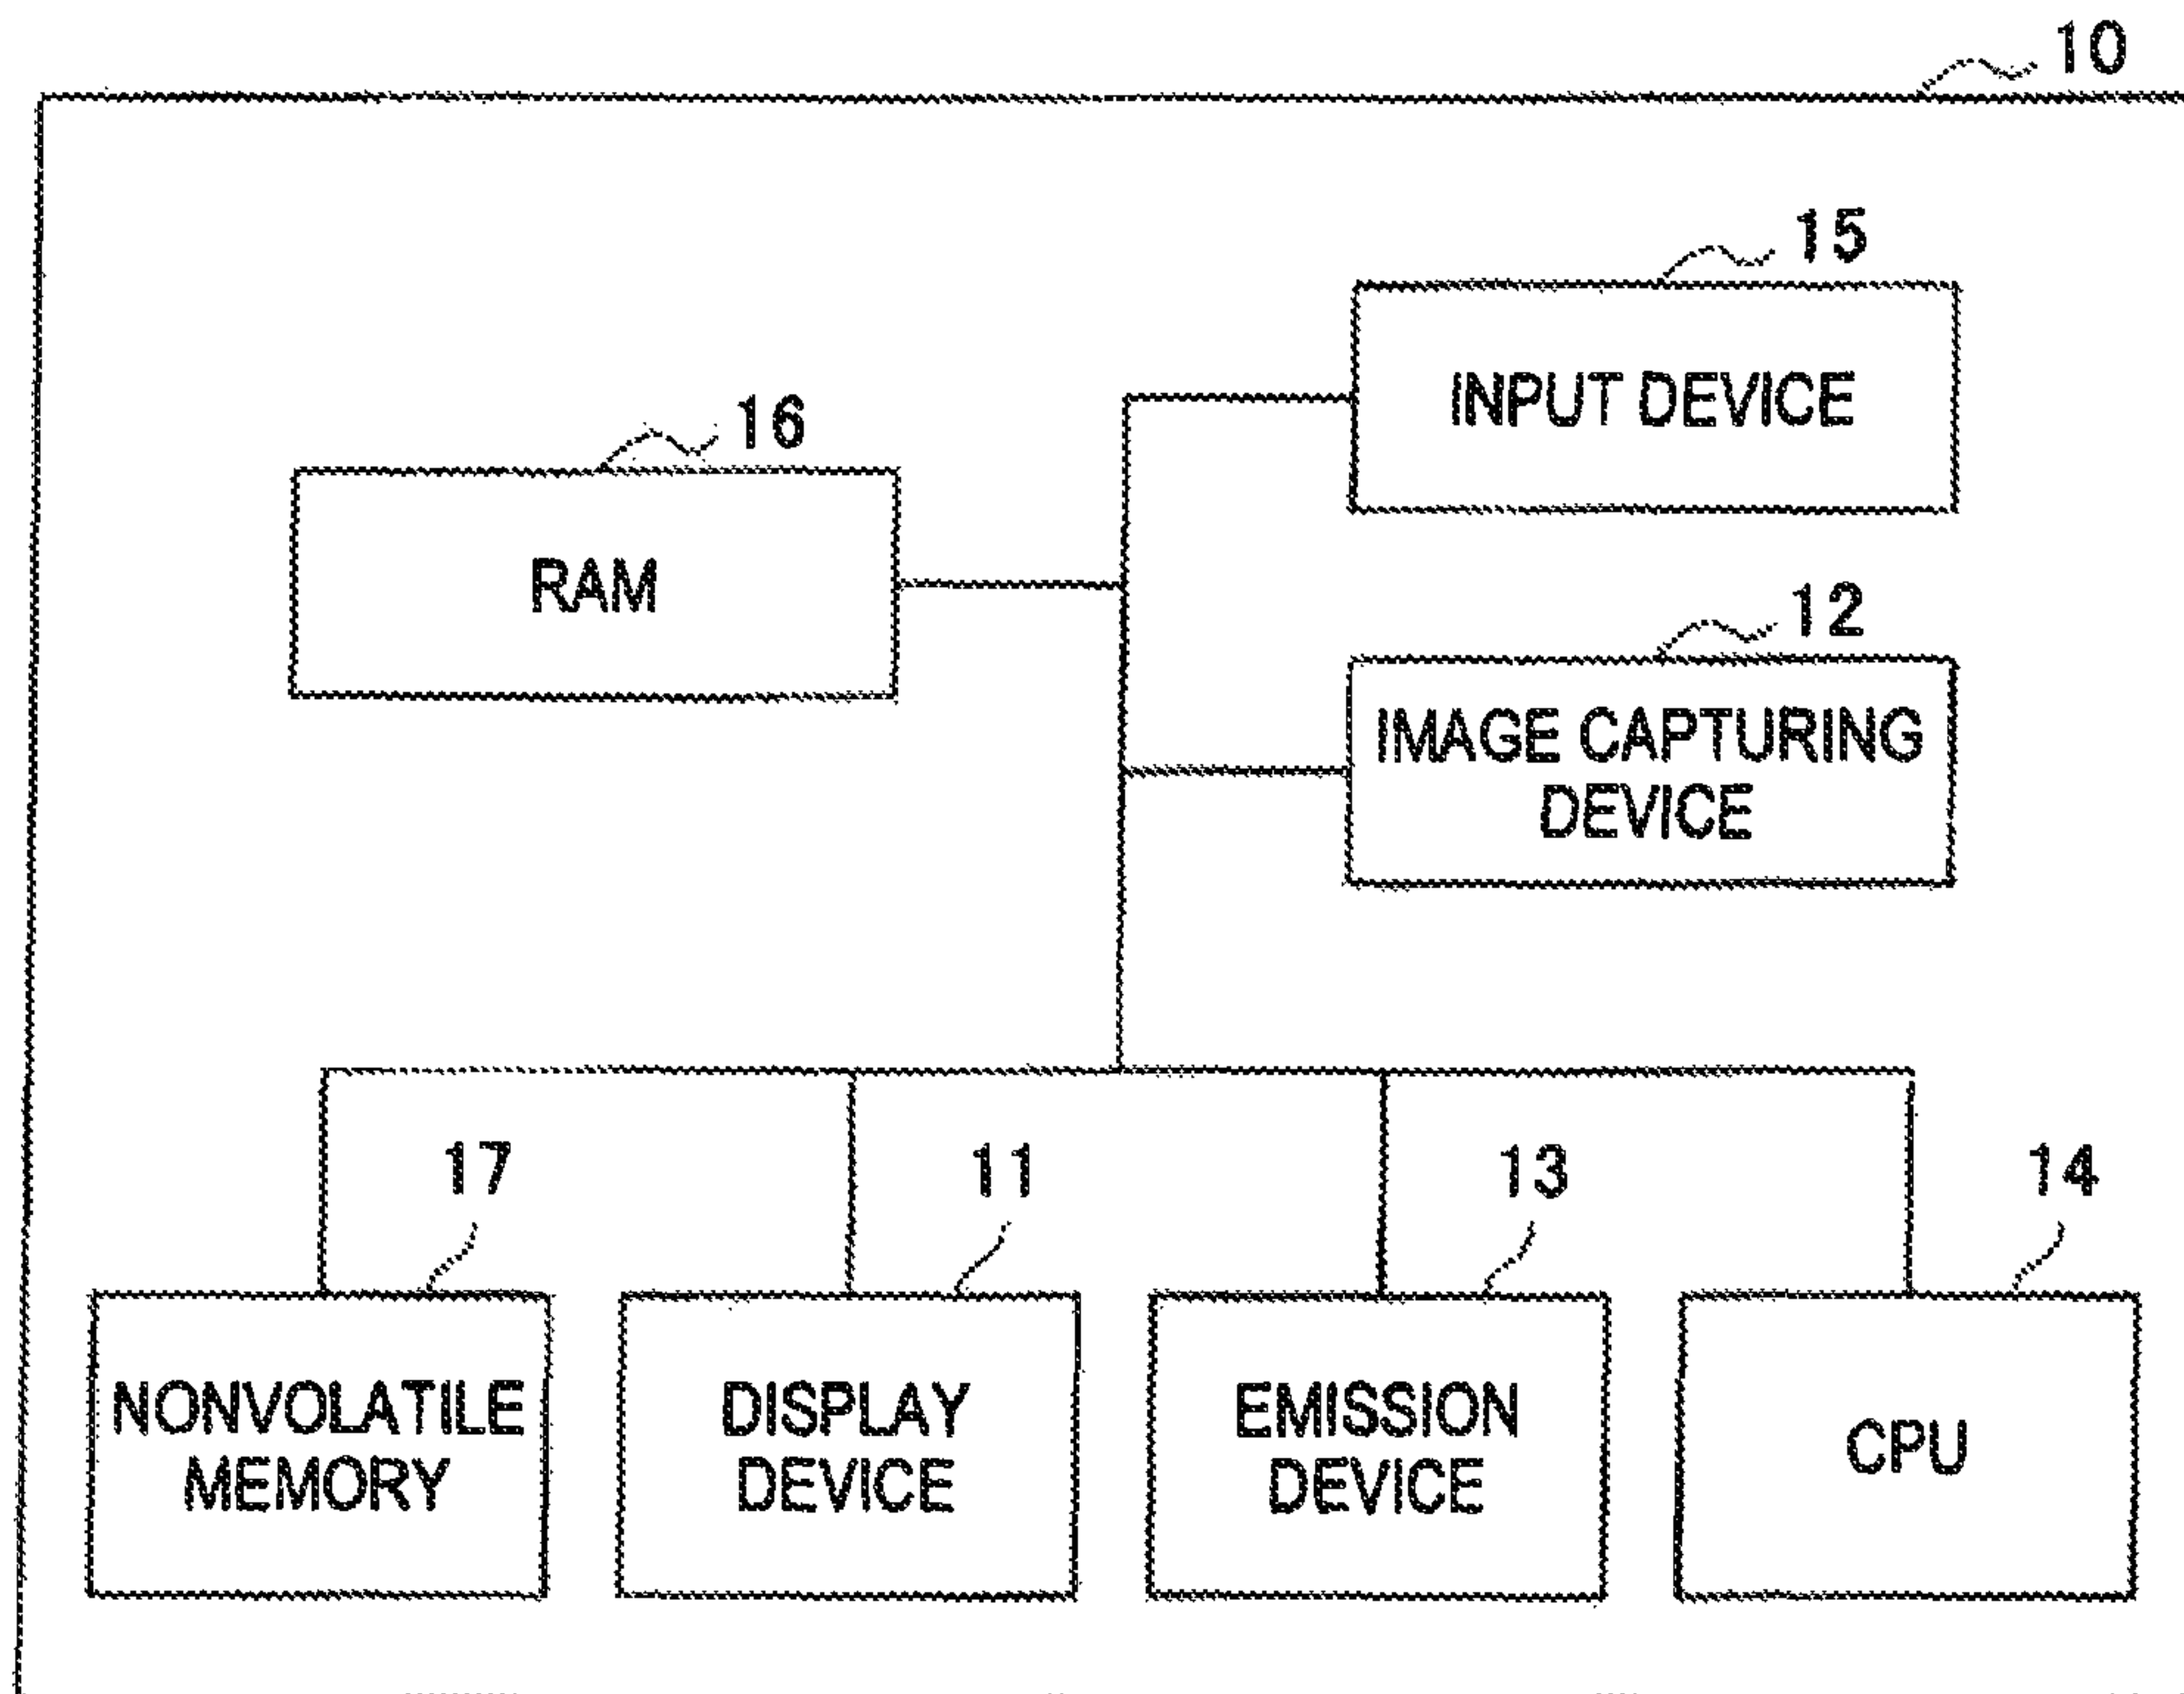 10
15
INPUT DEVICE
16
RAM
12
IMAGE CAPTURING
DEVICE
17
11
13
14
NONVOLATILE
MEMORY
DISPLAY
DEVICE
EMISSION
DEVICE
CPU